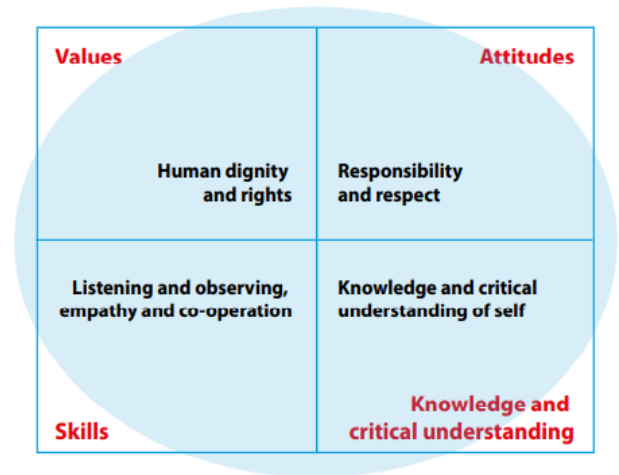 Values
Attitudes
Human dignity
and rights
Responsibility
and respect
Listening and observing,
empathy and co-operation
Knowledge and critical
understanding of self
Skills
Knowledge and
critical understanding